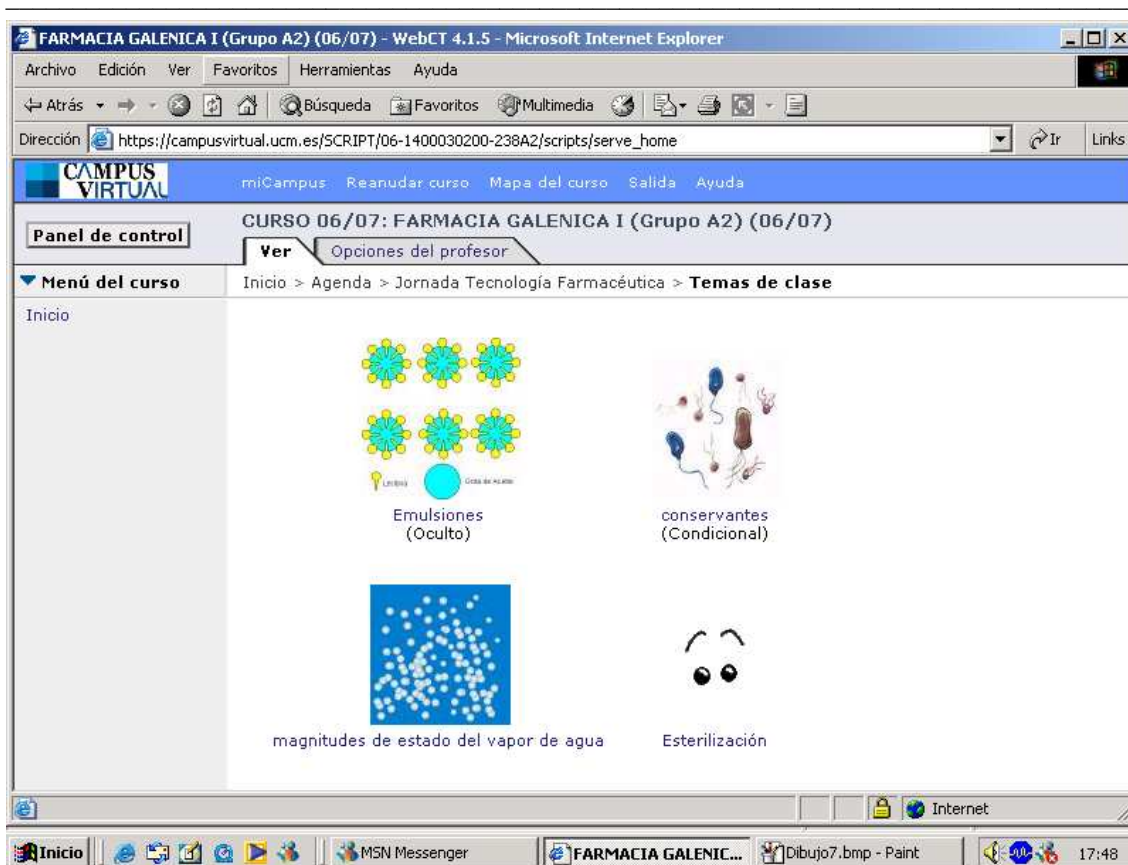 FARMACIA GALENICA I (Grupo A2) (06/07) - WebCT 4.1.5 - Microsoft Internet Explorer
Archivo Edición Ver Favoritos Herramientas Ayuda
Atrás Búsqueda Favoritos Multimedia
Dirección https://campusvirtual.ucm.es/SCRIPT/06-1400030200-238A2/scripts/serve_home Ir Links
CAMPUS VIRTUAL miCampus Reanudar curso Mapa del curso Salida Ayuda
Panel de control CURSO 06/07: FARMACIA GALENICA I (Grupo A2) (06/07)
Ver Opciones del profesor
Menú del curso Inicio > Agenda > Jornada Tecnología Farmacéutica > Temas de clase
Inicio
Lecitina Gota de Aceite
Emulsiones conservantes
(Oculto) (Condicional)
magnitudes de estado del vapor de agua Esterilización
Internet
Inicio MSN Messenger FARMACIA GALENIC... Dibujo7.bmp - Paint 17:48